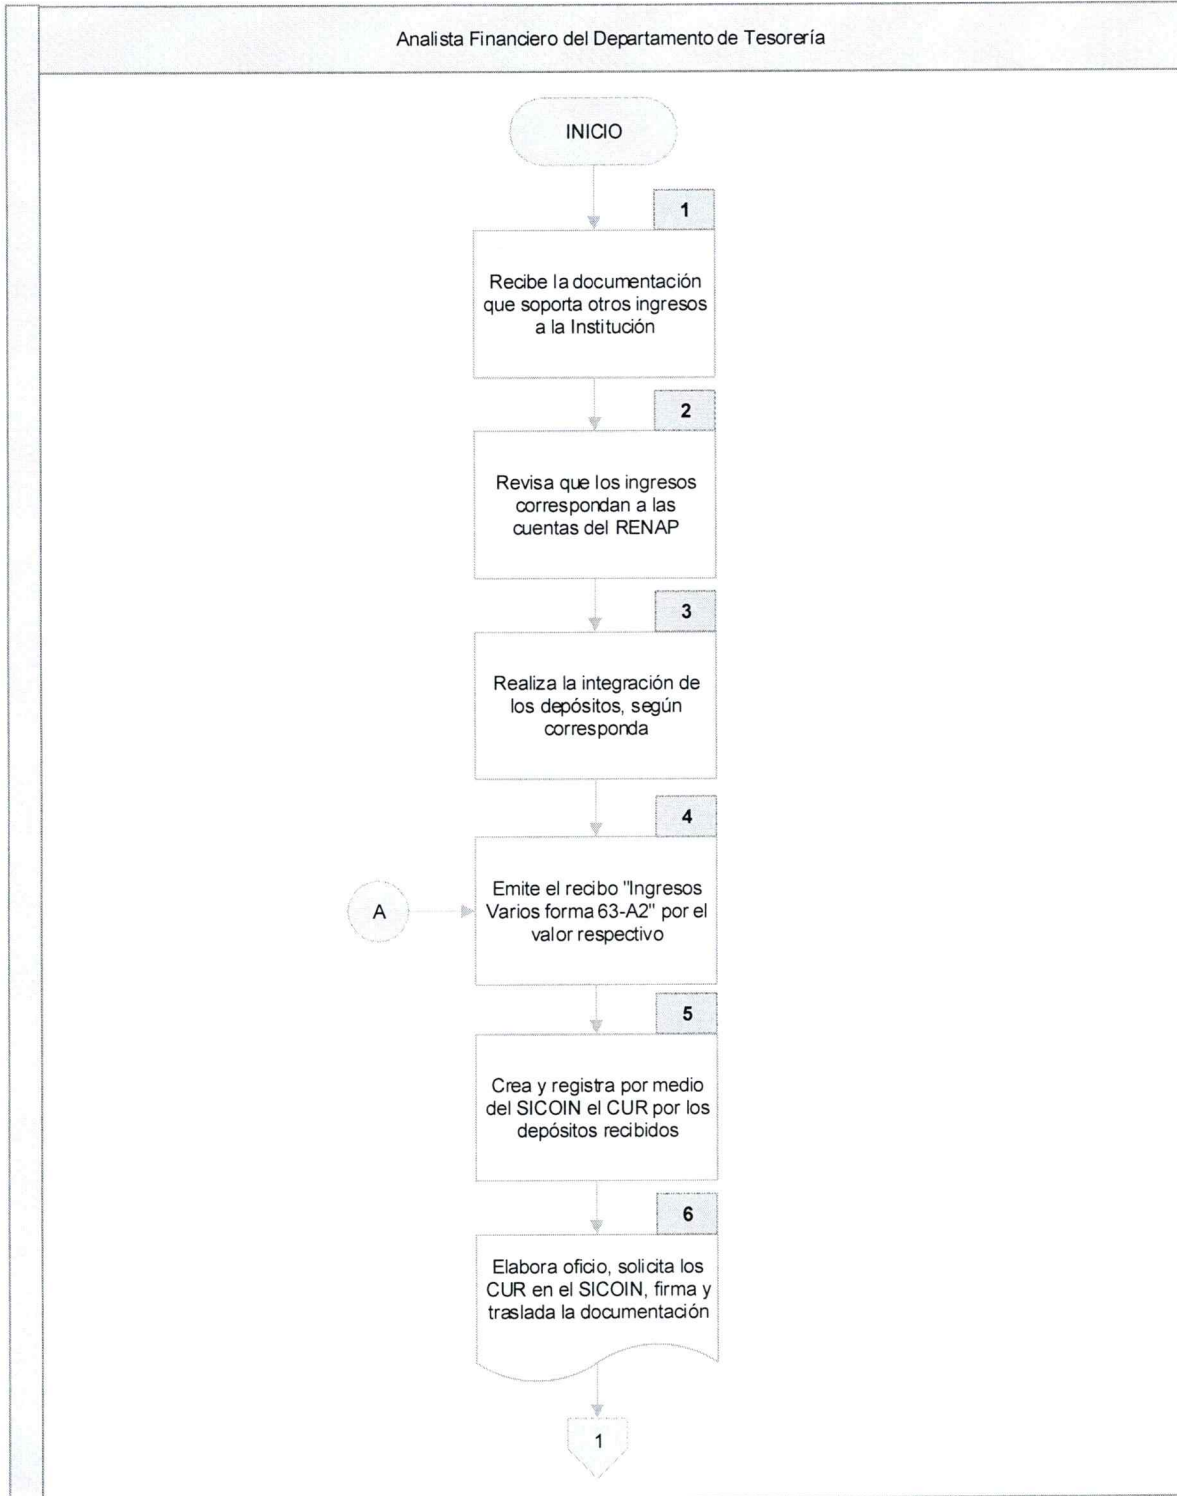 Analista Financiero del Departamento de Tesorería
INICIO
1
Recibe la documentación
que soporta otros ingresos
a la Institución
2
Revisa que los ingresos
correspondan a las
cuentas del RENAP
3
Realiza la integración de
los depósitos, según
corresponda
4
A
Emite el recibo "Ingresos
Varios forma 63-A2" por el
valor respectivo
5
Crea y registra por medio
del SICOIN el CUR por los
depósitos recibidos
6
Elabora oficio, solicita los
CUR en el SICOIN, firma y
traslada la documentación
1